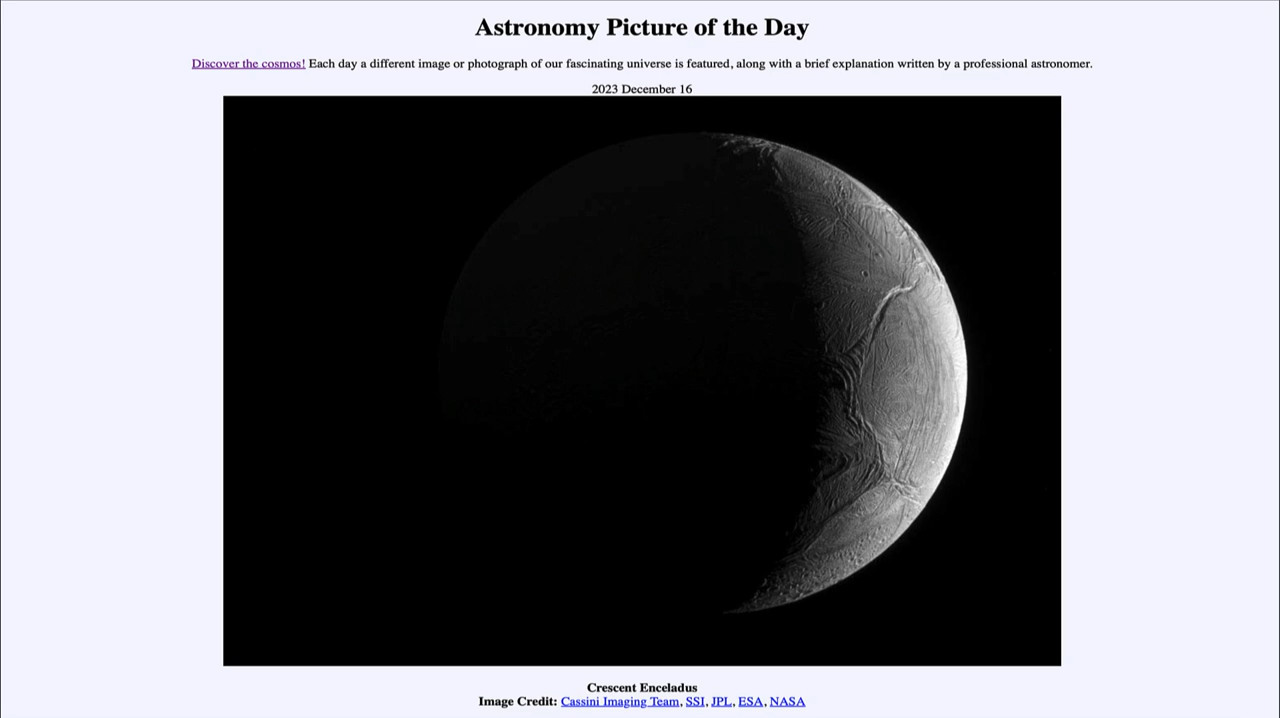 Astronomy Picture of the Day
Discover the cosmos! Each day a different image or photograph of our fascinating universe is featured, along with a brief explanation written by a professional astronomer.
2023 December 16
Crescent Enceladus
Image Credit: Cassini Imaging Team, SSI, JPL, ESA, NASA